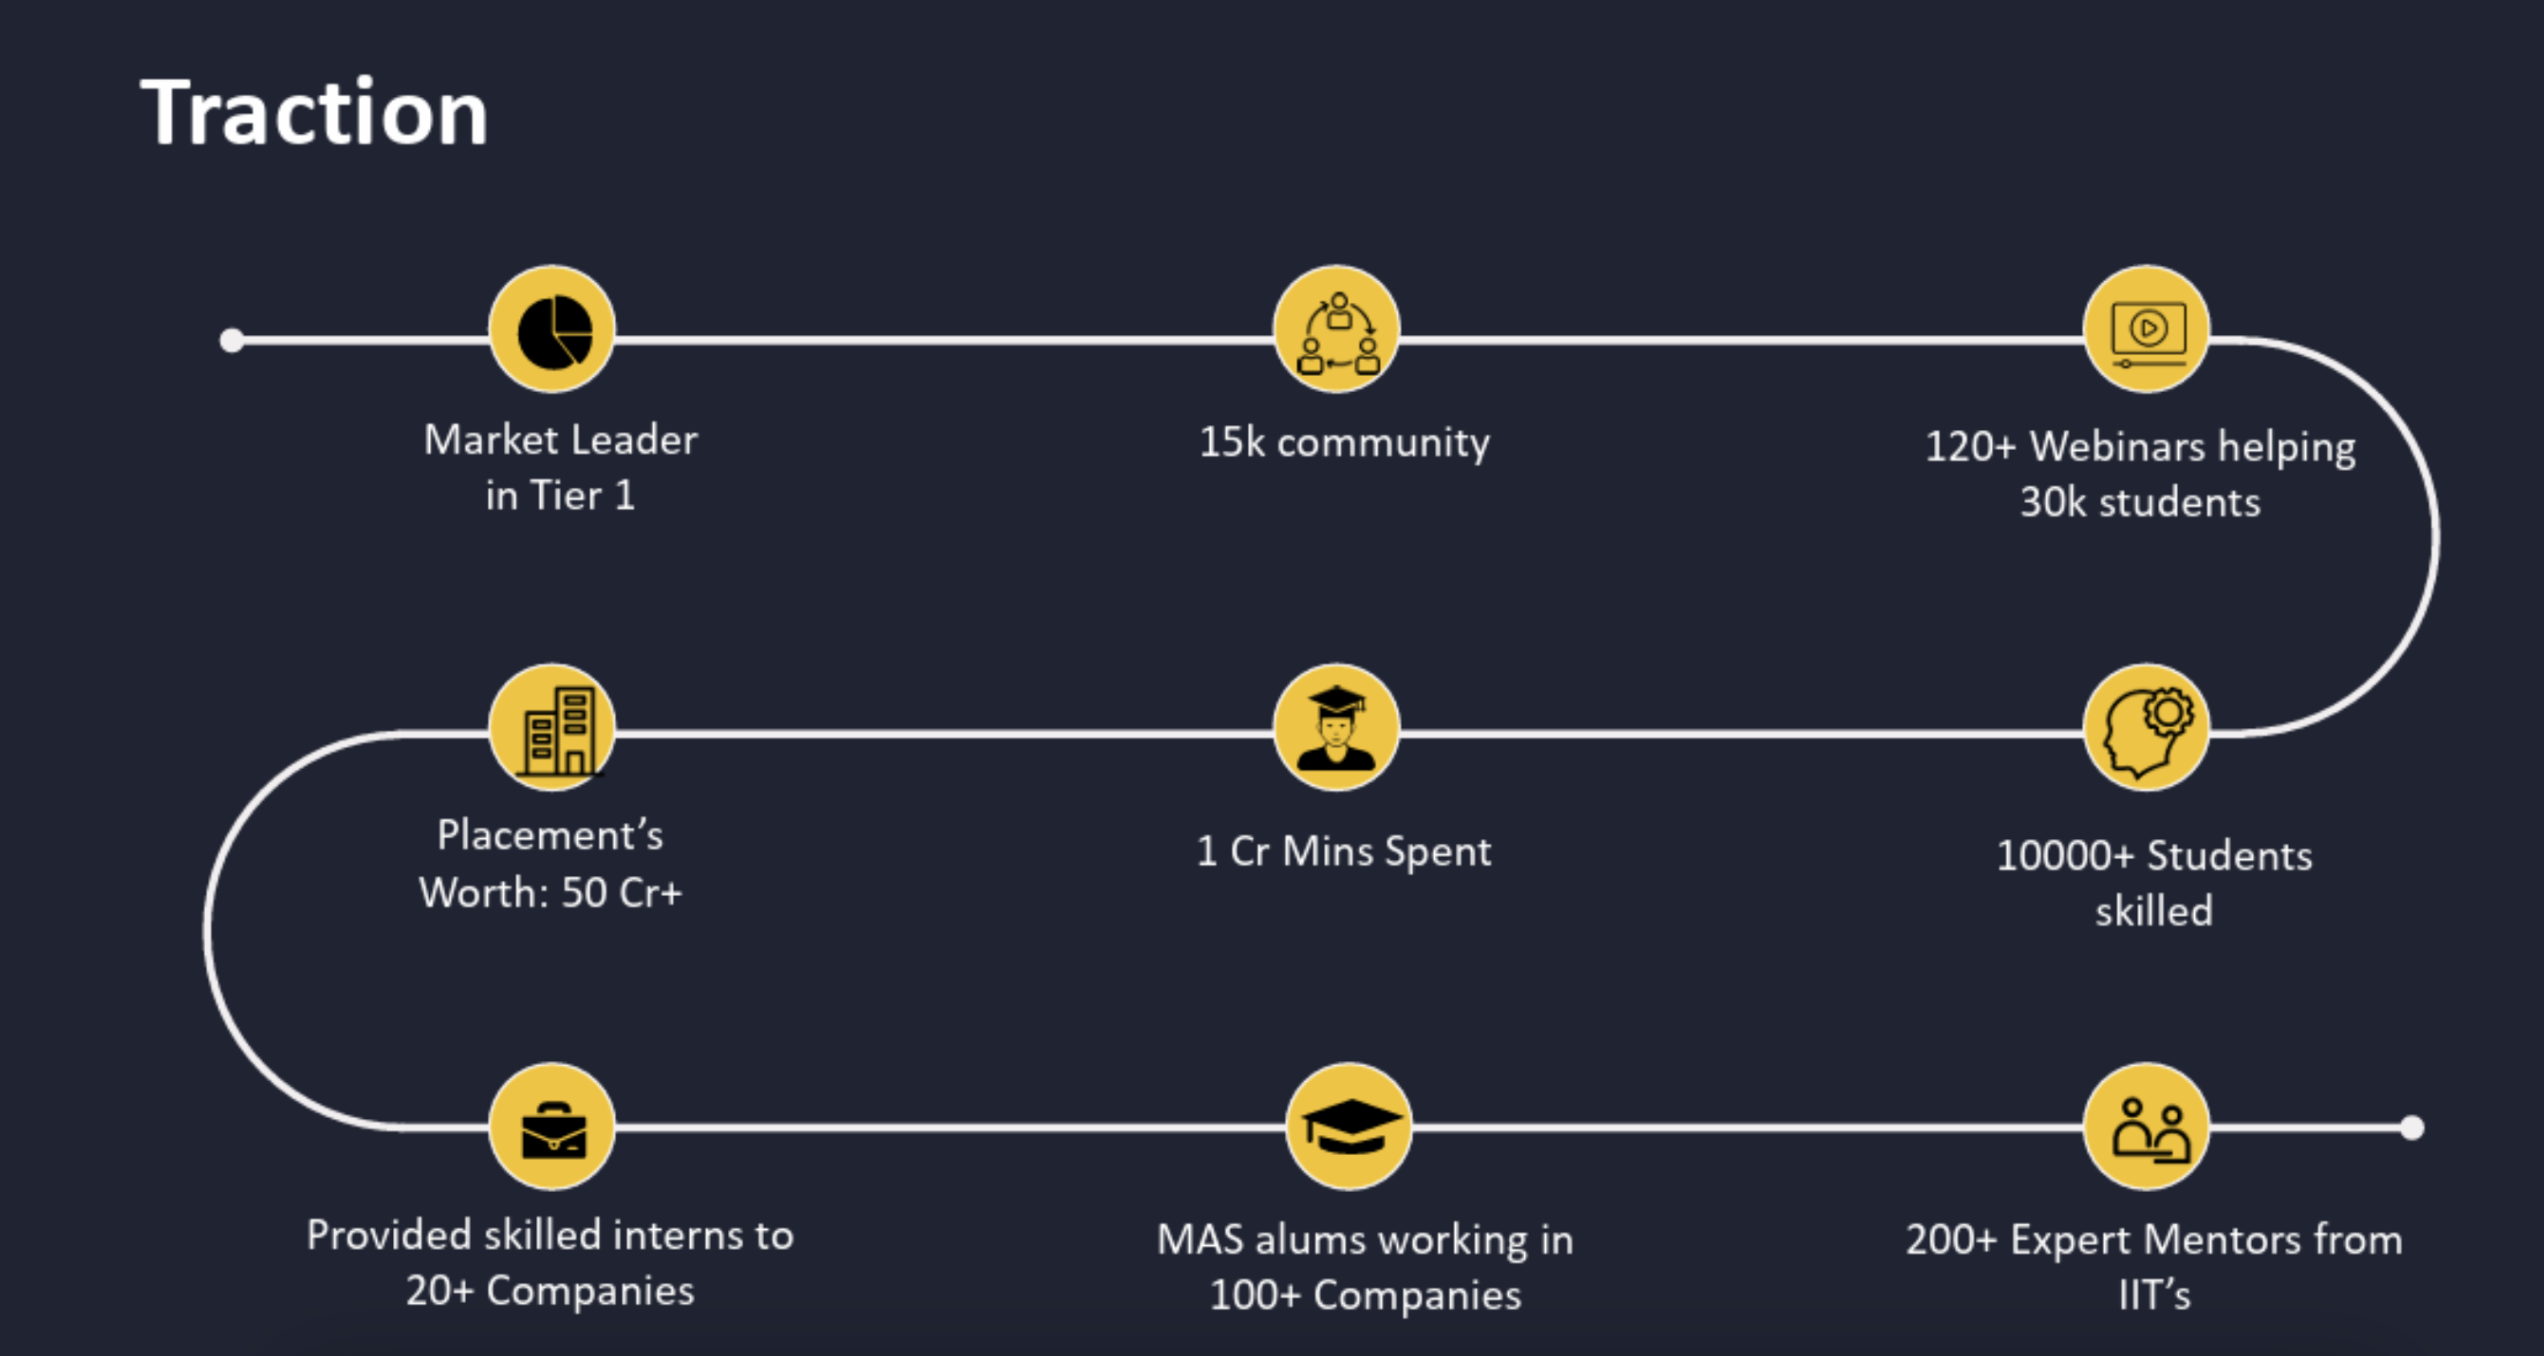 Traction
Market Leader
in Tier 1
15k community
120+ Webinars helping
30k students
Placement’s
Worth: 50 Cr+
1 Cr Mins Spent
10000+ Students
skilled
Provided skilled interns to
20+ Companies
MAS alums working in
100+ Companies
200+ Expert Mentors from
IIT’s